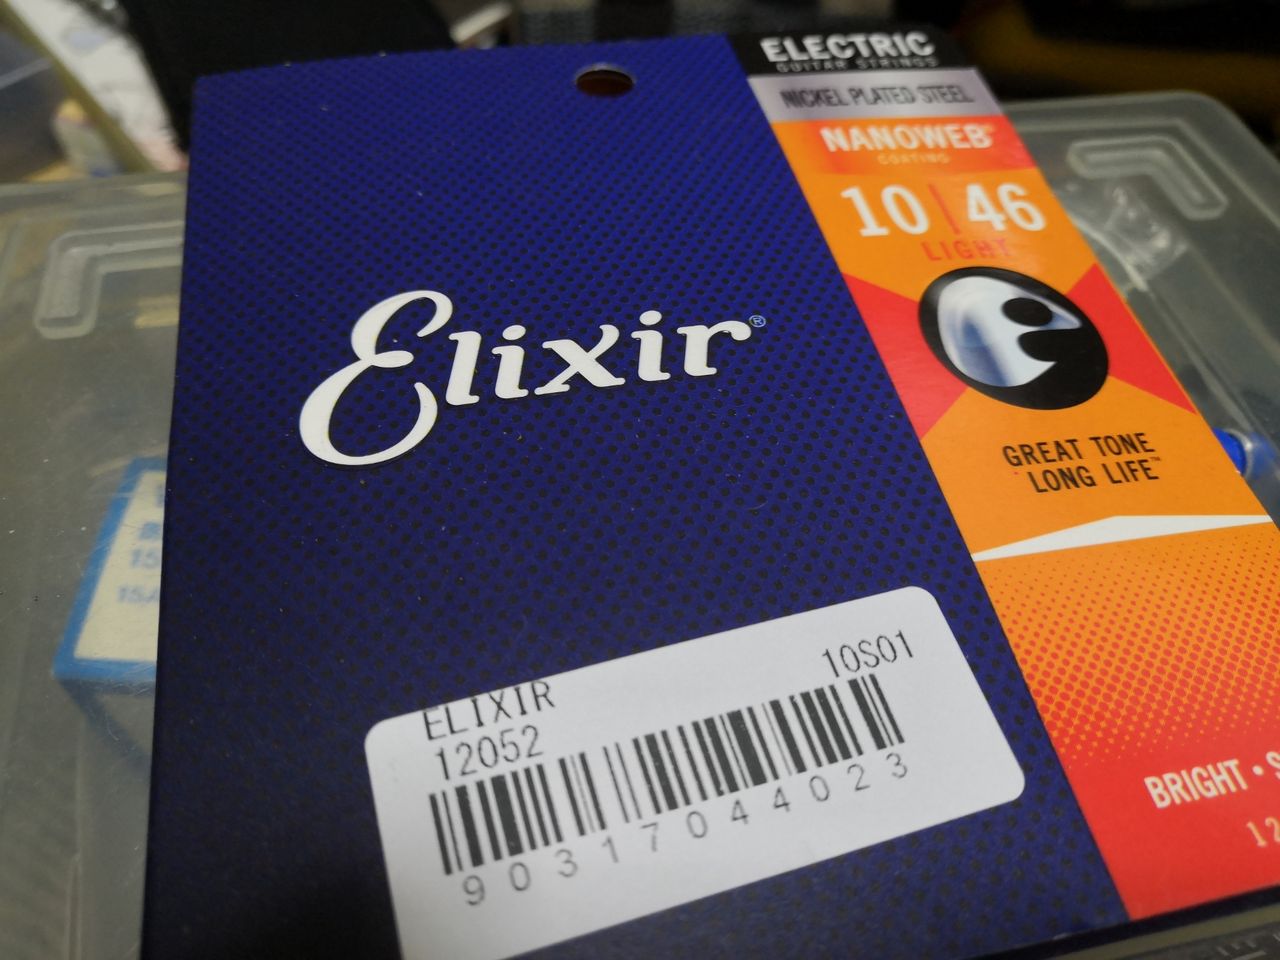 ELECTRIC
GUITAR STRINGS
NICKEL PLATED STEEL
NANOWEB
COATING
10 | 46
LIGHT
Elixir®
GREAT TONE
LONG LIFE™
BRIGHT •
ELIXIR 10S01
12052
9031704402​3